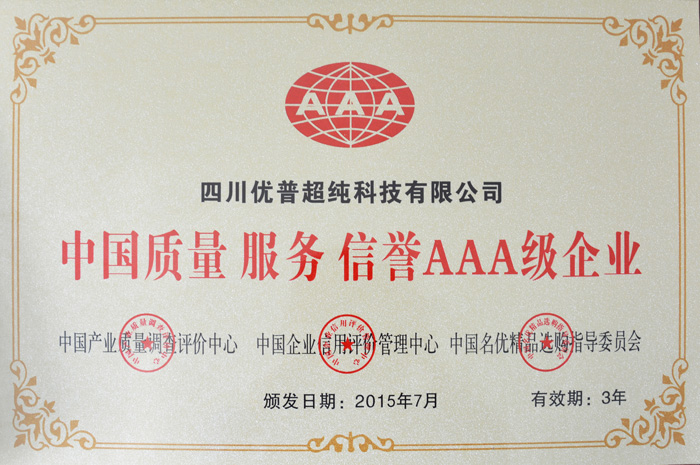 AAA
四川优普超纯科技有限公司
中国质量 服务 信誉AAA级企业
中国产业质量调查评价中心 中国企业信用评价管理中心 中国名优精品选购指导委员会
颁发日期：2015年7月 有效期：3年